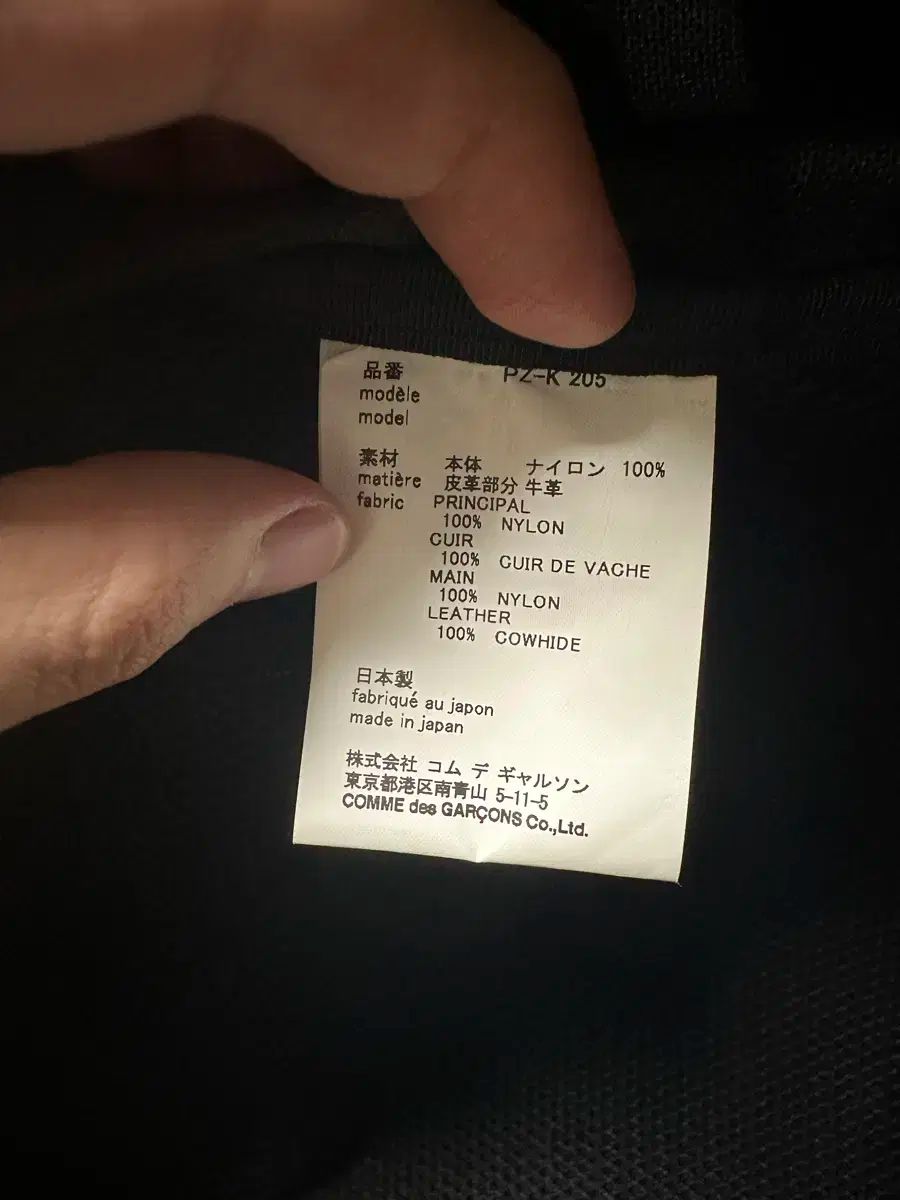 品番 PZ-K 205
modèle
model
素材 本体 ナイロン 100%
matière 皮革部分 牛革
fabric PRINCIPAL
100% NYLON
CUIR
100% CUIR DE VACHE
MAIN
100% NYLON
LEATHER
100% COWHIDE
日本製
fabriqué au japon
made in japan
株式会社 コム デ ギャルソン
東京都港区南青山 5-11-5
COMME des GARÇONS Co.,Ltd.